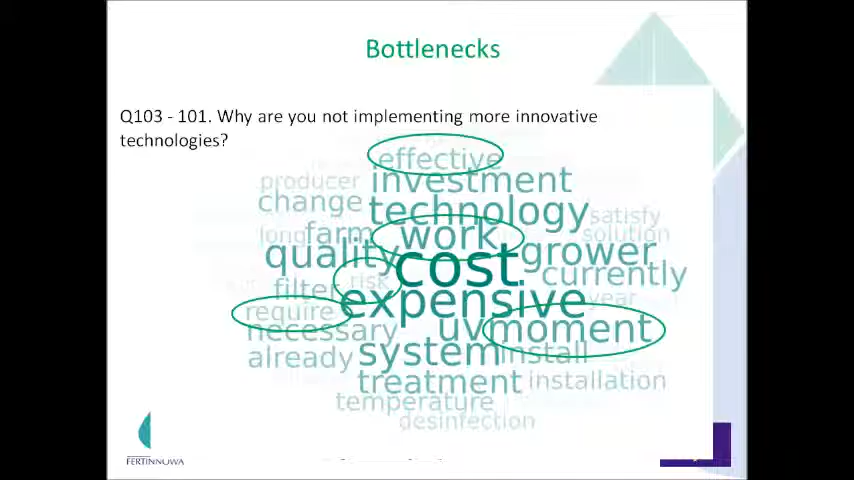 Bottlenecks
Q103 - 101. Why are you not implementing more innovative
technologies?
effective
producer investment
change technology satisfy
long farm work solution
quality cost grower
filter risk currently
require expensive year
necessary uv moment
already system install
treatment installation
temperature
desinfection
FERTINNOWA